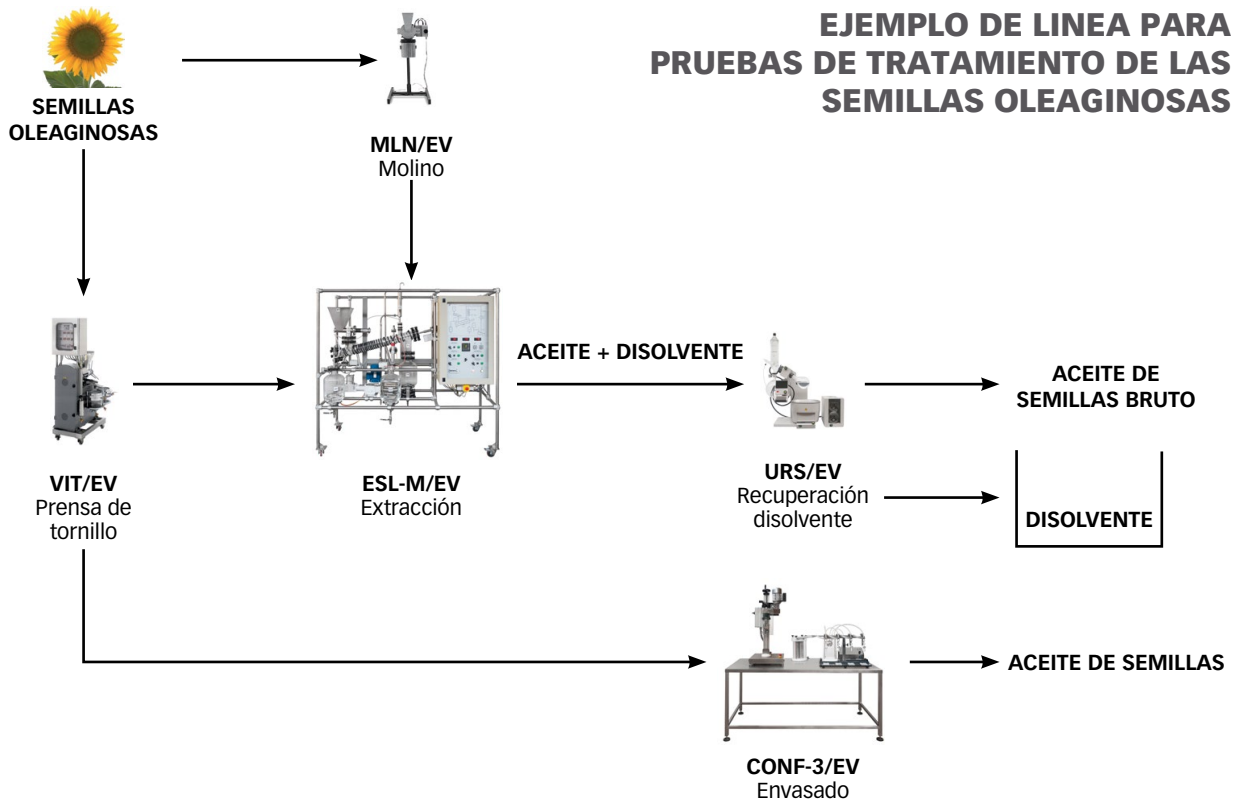 EJEMPLO DE LINEA PARA
PRUEBAS DE TRATAMIENTO DE LAS
SEMILLAS OLEAGINOSAS
SEMILLAS
OLEAGINOSAS
MLN/EV
Molino
VIT/EV
Prensa de
tornillo
ESL-M/EV
Extracción
ACEITE + DISOLVENTE
URS/EV
Recuperación
disolvente
ACEITE DE
SEMILLAS BRUTO
DISOLVENTE
CONF-3/EV
Envasado
ACEITE DE SEMILLAS